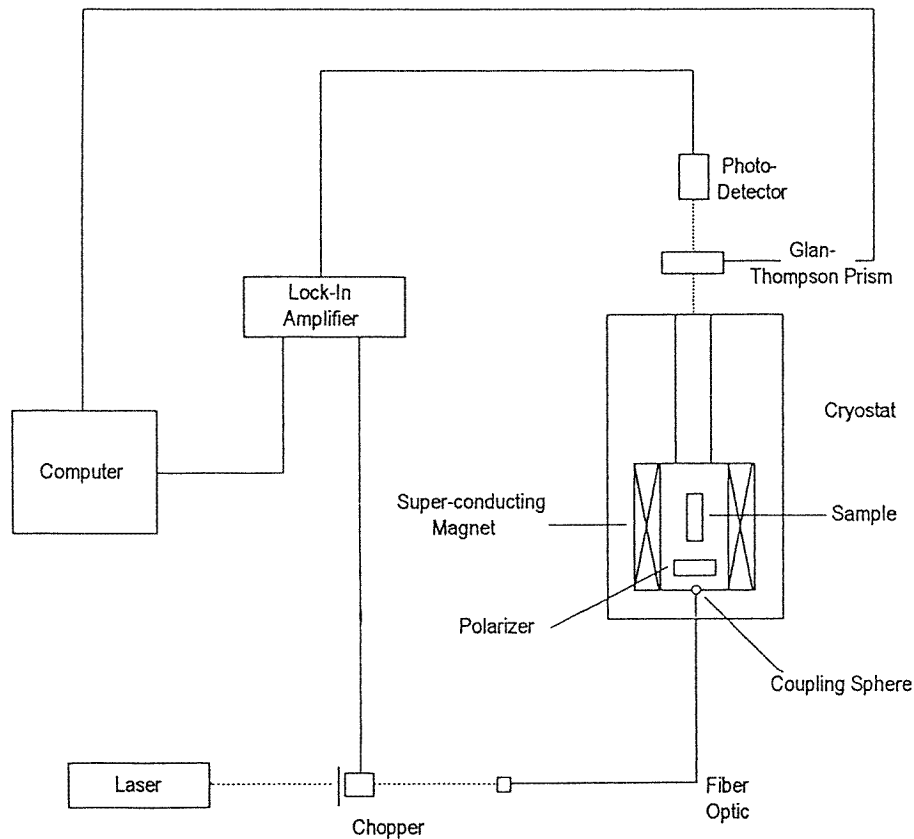 Photo-
Detector
Glan-
Thompson Prism
Lock-In
Amplifier
Cryostat
Computer
Super-conducting
Magnet
Sample
Polarizer
Coupling Sphere
Laser
Fiber
Optic
Chopper